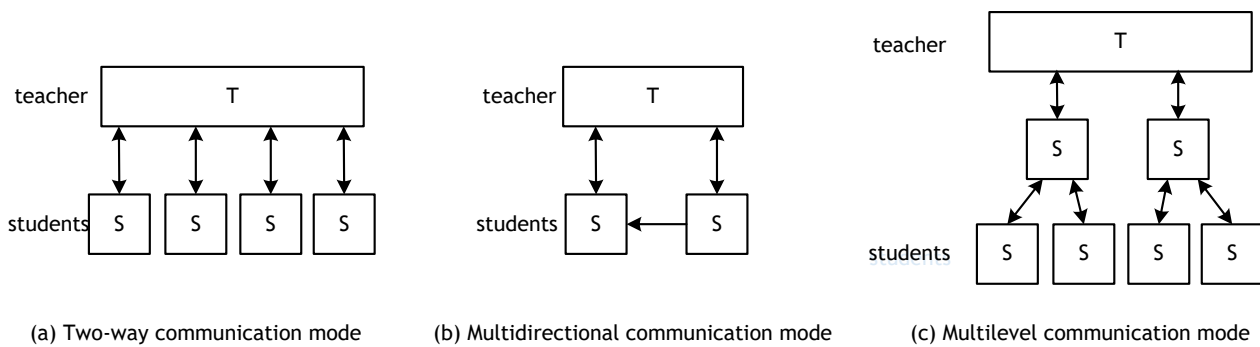 teacher
T
students
S
S
S
S
(a) Two-way communication mode
teacher
T
students
S
S
(b) Multidirectional communication mode
teacher
T
S
S
students
S
S
S
S
(c) Multilevel communication mode